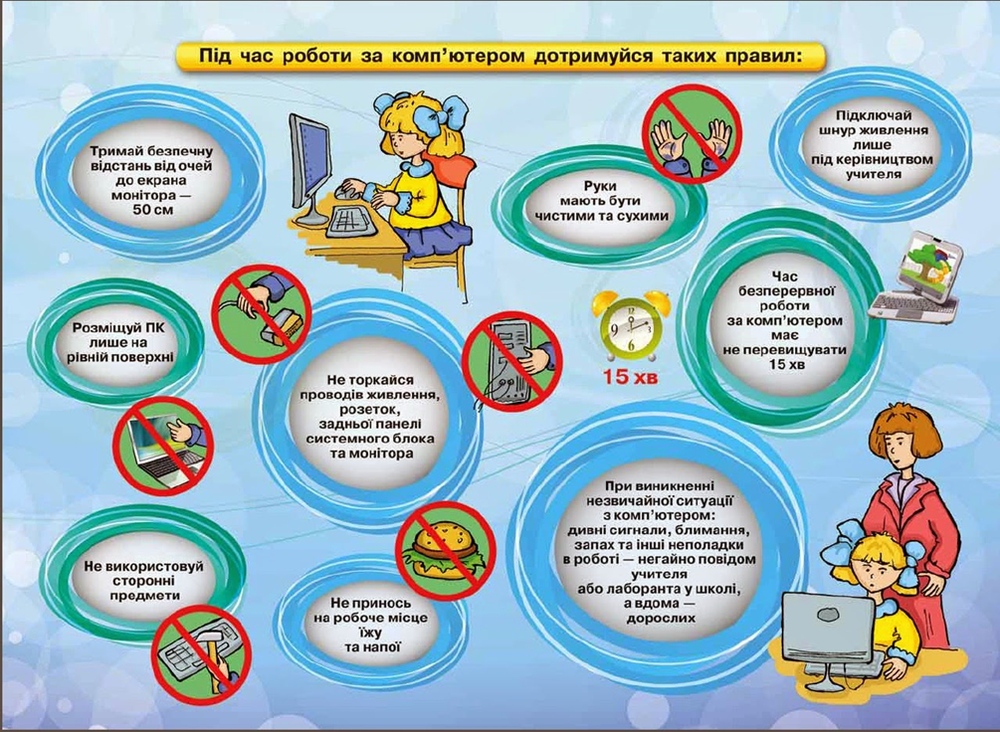 Під час роботи за комп'ютером дотримуйся таких правил:
Тримай безпечну
відстань від очей
до екрана
монітора —
50 см
Руки
мають бути
чистими та сухими
Підключай
шнур живлення
лише
під керівництвом
учителя
Розміщуй ПК
лише на
рівній поверхні
Не торкайся
проводів живлення,
розеток,
задньої панелі
системного блока
та монітора
12
3
6
9
15 хв
Час
безперервної
роботи
за комп'ютером
має
не перевищувати
15 хв
Не використовуй
сторонні
предмети
Не принось
на робоче місце
їжу
та напої
При виникненні
незвичайної ситуації
з комп'ютером:
дивні сигнали, блимання,
запах та інші неполадки
в роботі — негайно повідом
учителя
або лаборанта у школі,
а вдома —
дорослих